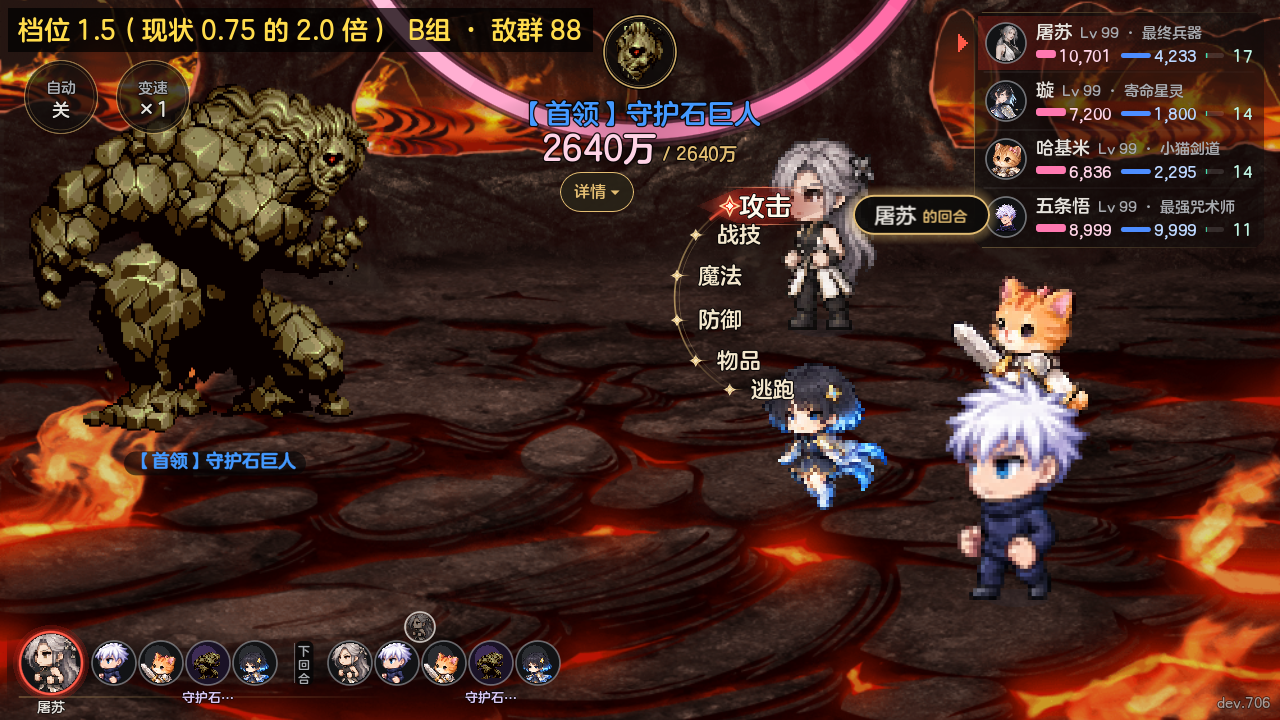 档位 1.5 ( 现状 0.75 的 2.0 倍 ) B组 · 敌群 88
自动
关
变速
×1
【首领】守护石巨人
2640万 / 2640万
详情
攻击
战技
魔法
防御
物品
逃跑
屠苏 的回合
屠苏 Lv 99 · 最终兵器
10,701 4,233 17
璇 Lv 99 · 寄命星灵
7,200 1,800 14
哈基米 Lv 99 · 小猫剑道
6,836 2,295 14
五条悟 Lv 99 · 最强咒术师
8,999 9,999 11
【首领】守护石巨人
屠苏
守护石…
下回合
守护石…
dev.706